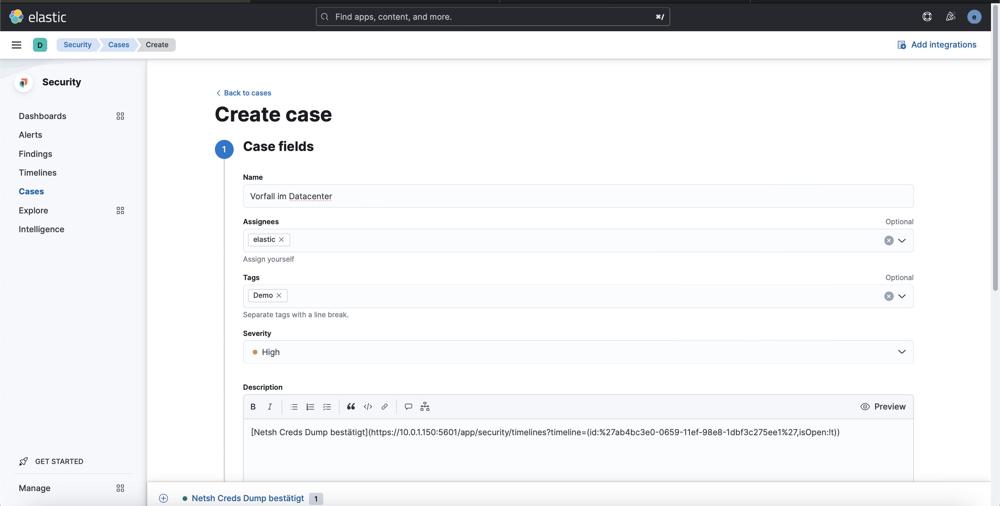 elastic
Find apps, content, and more.
⌘/
e
D
Security
Cases
Create
Add integrations
Security
Dashboards
Alerts
Findings
Timelines
Cases
Explore
Intelligence
GET STARTED
Manage
Back to cases
Create case
1
Case fields
Name
Vorfall im Datacenter
Assignees
Optional
elastic
Assign yourself
Tags
Optional
Demo
Separate tags with a line break.
Severity
High
Description
B I
Preview
[Netsh Creds Dump bestätigt](https://10.0.1.150:5601/app/security/timelines?timeline=(id:%27ab4bc3e0-0659-11ef-98e8-1dbf3c275ee1%27,isOpen:!t))
Netsh Creds Dump bestätigt 1